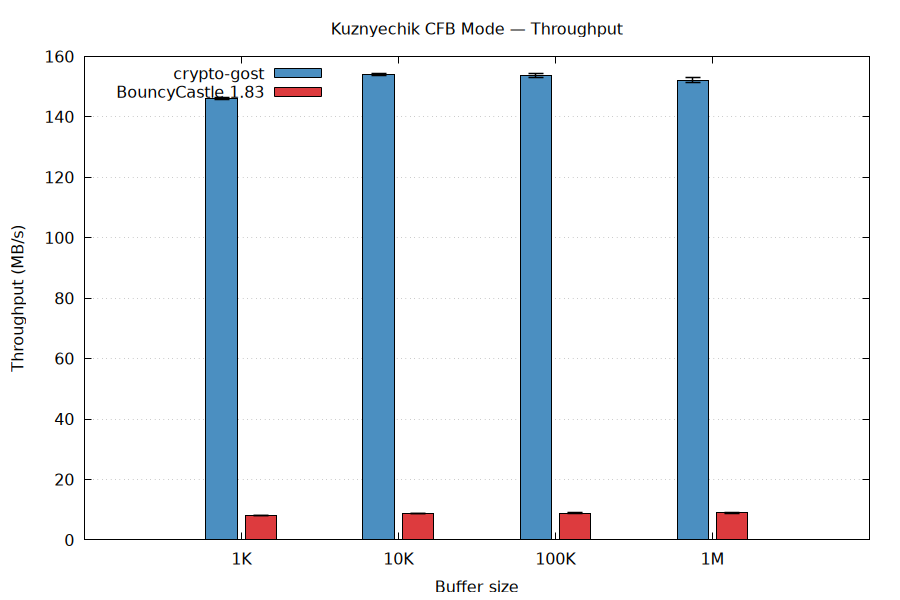 Kuznyechik CFB Mode — Throughput
160
140
120
100
80
60
40
20
0
Throughput (MB/s)
crypto-gost
BouncyCastle 1.83
1K 10K 100K 1M
Buffer size